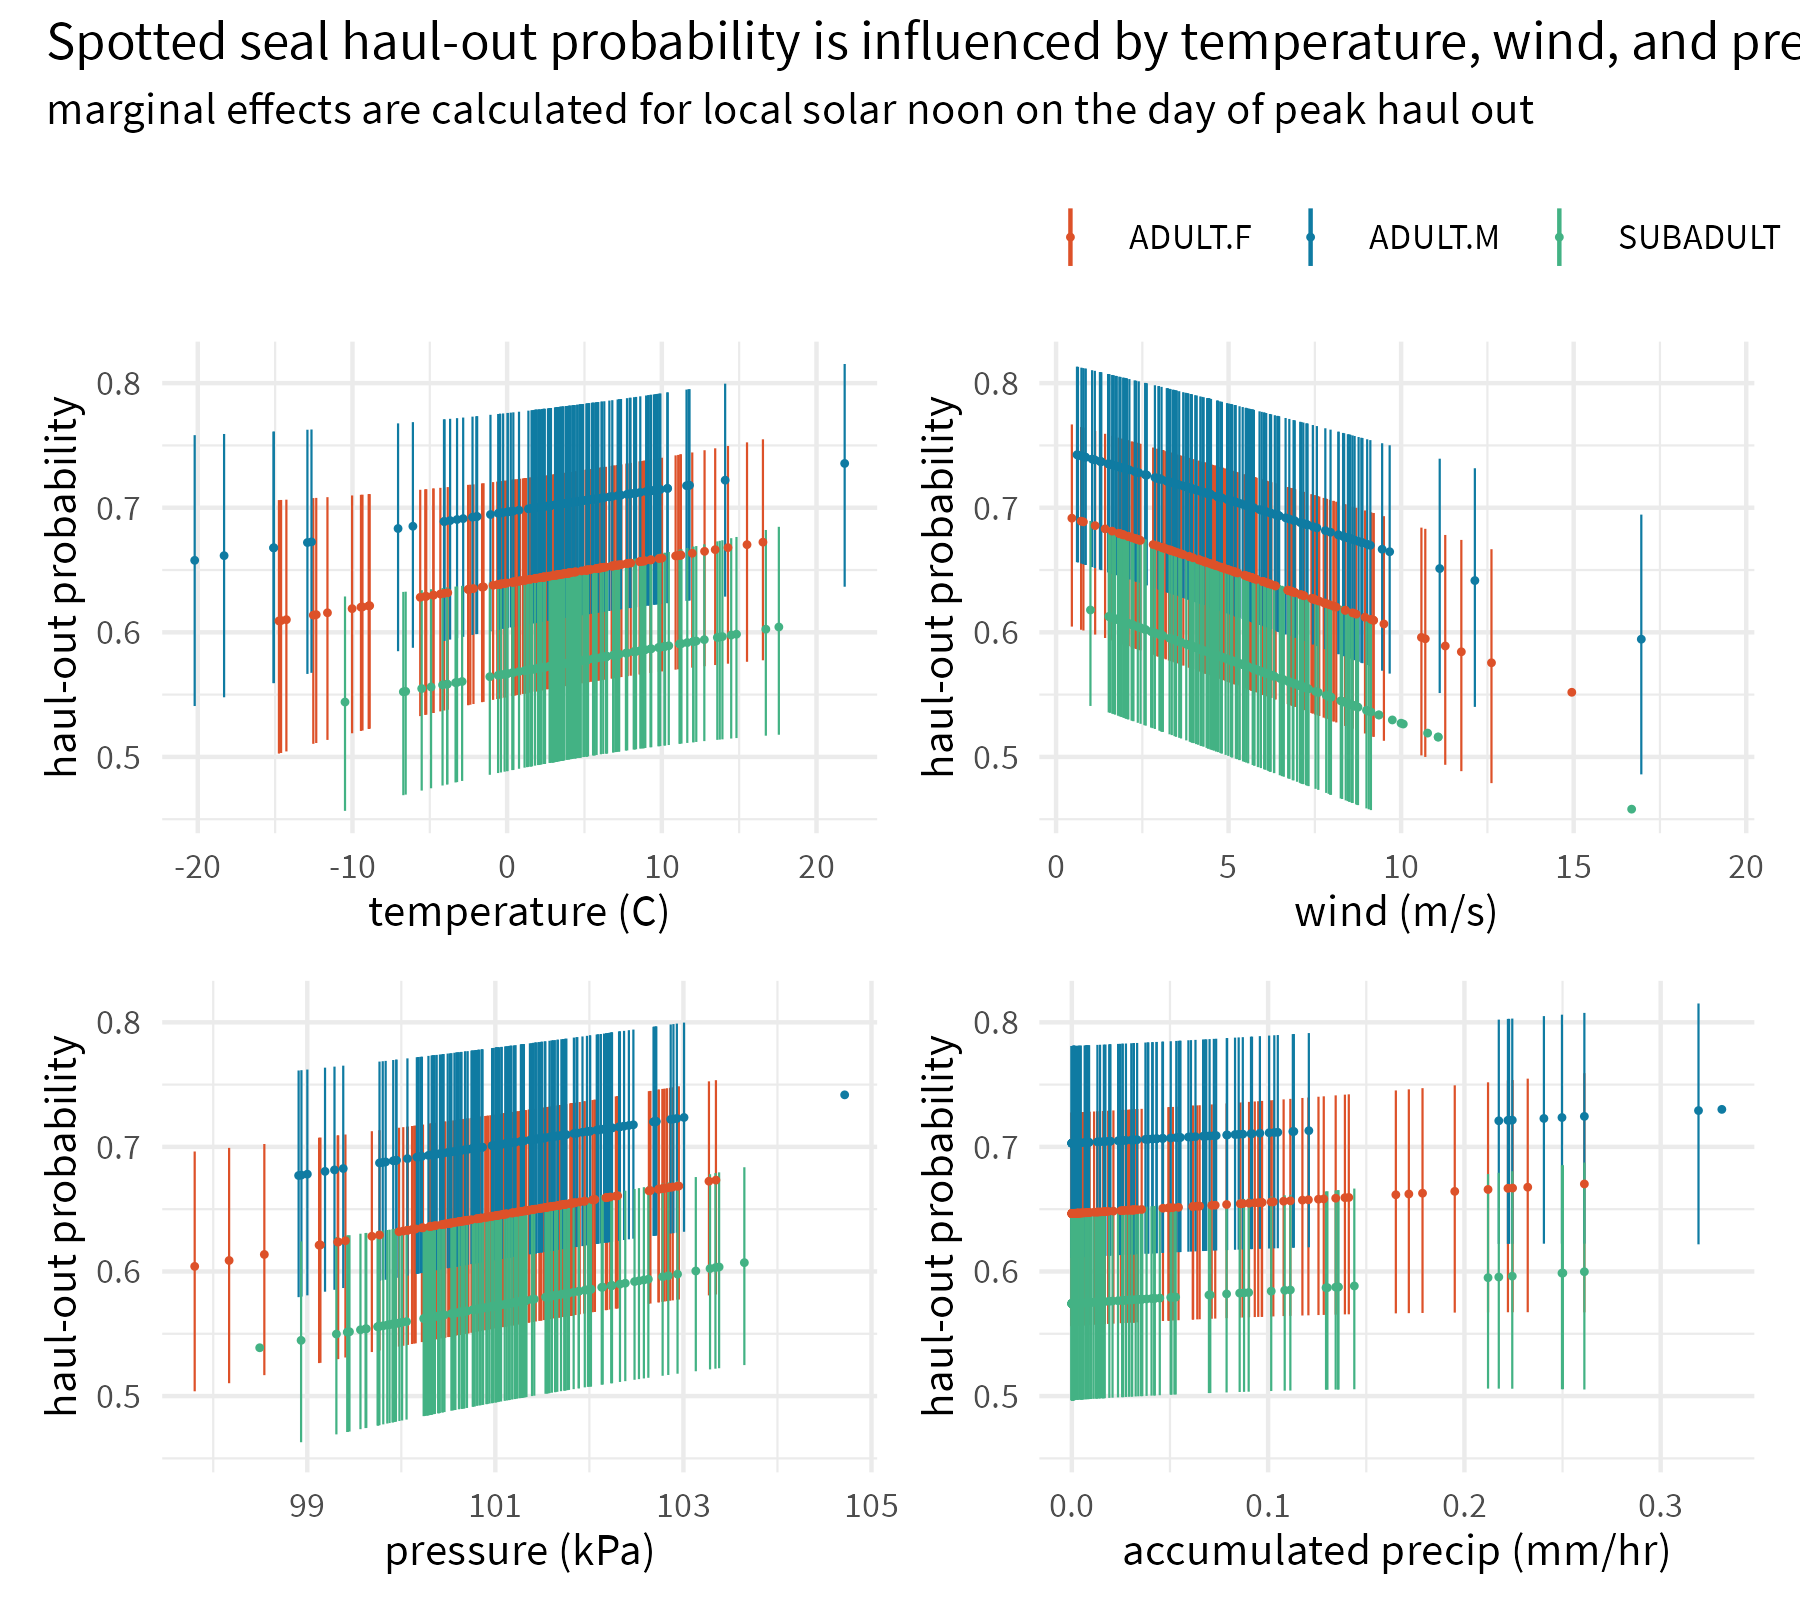 Spotted seal haul-out probability is influenced by temperature, wind, and pre
marginal effects are calculated for local solar noon on the day of peak haul out
ADULT.F ADULT.M SUBADULT
haul-out probability
0.8
0.7
0.6
0.5
-20 -10 0 10 20
temperature (C)
haul-out probability
0.8
0.7
0.6
0.5
0 5 10 15 20
wind (m/s)
haul-out probability
0.8
0.7
0.6
0.5
99 101 103 105
pressure (kPa)
haul-out probability
0.8
0.7
0.6
0.5
0.0 0.1 0.2 0.3
accumulated precip (mm/hr)